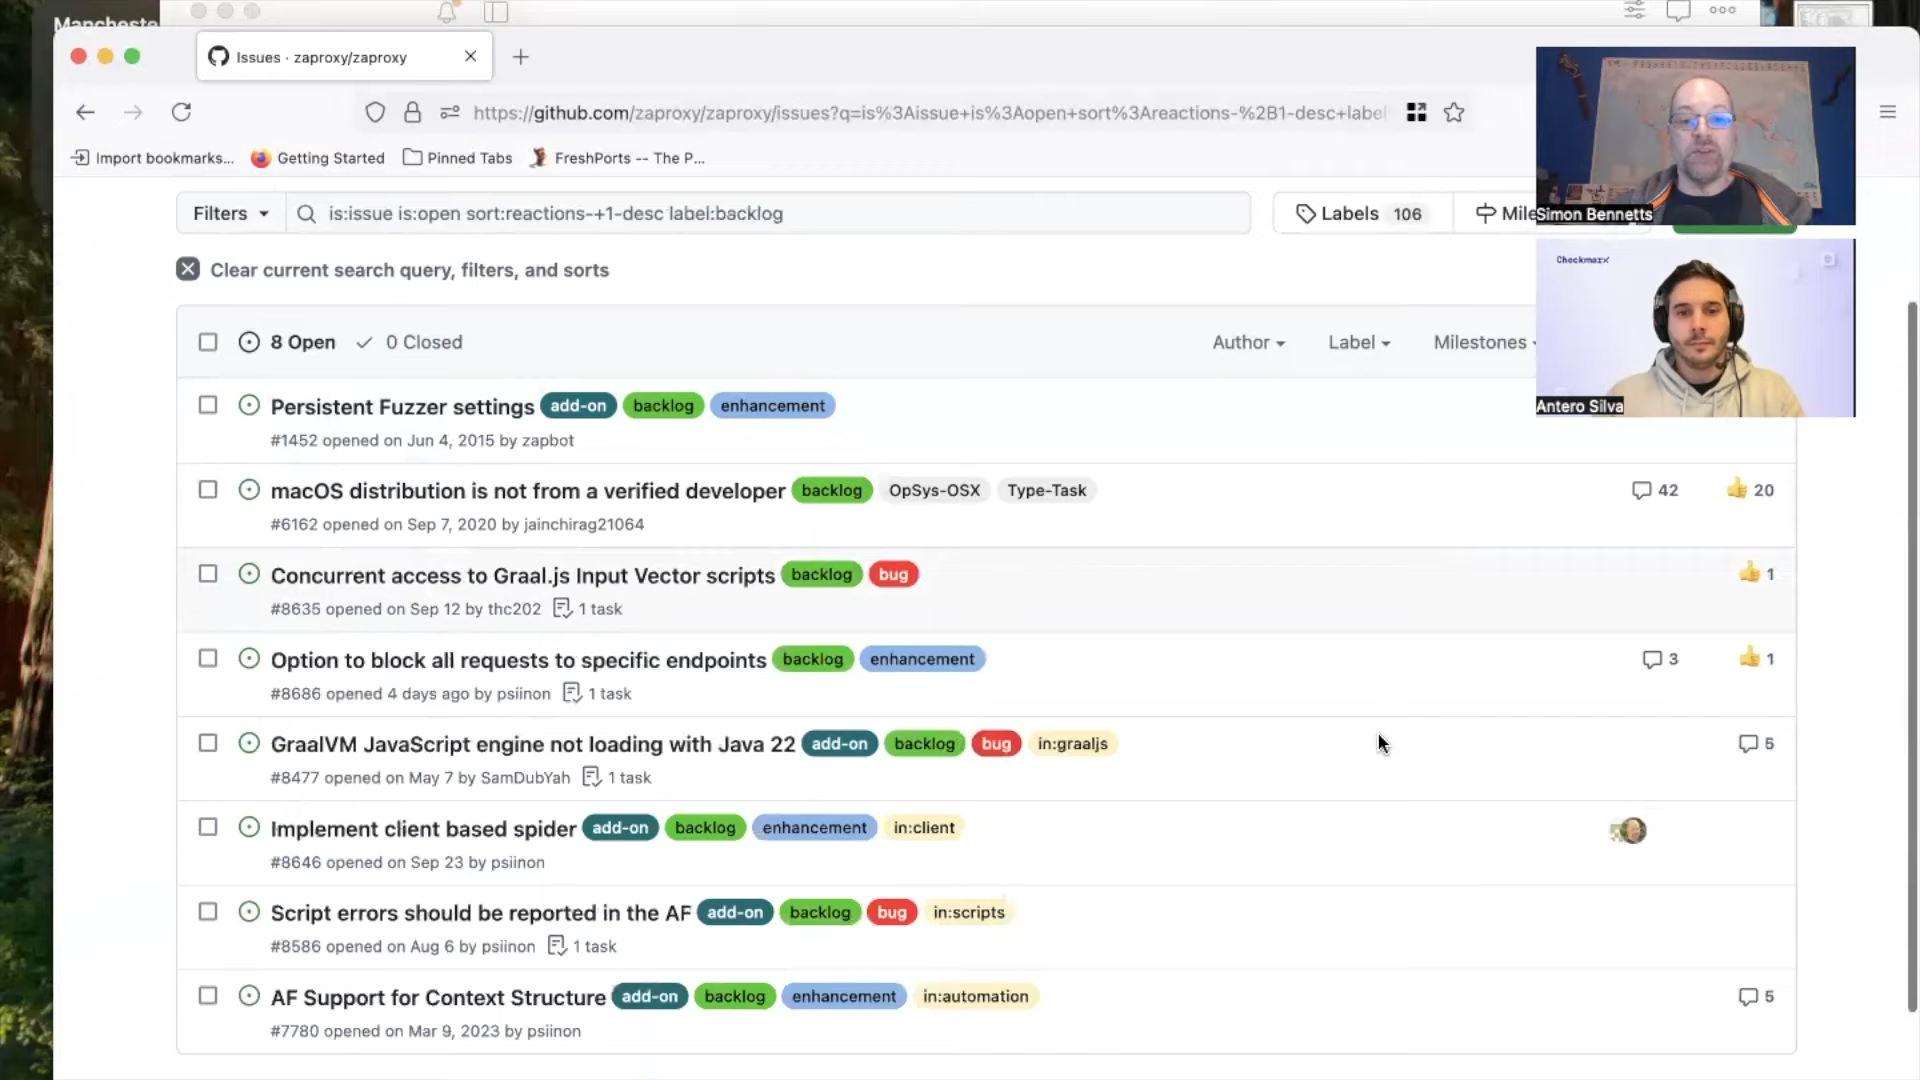 Manchester
Issues · zaproxy/zaproxy
https://github.com/zaproxy/zaproxy/issues?q=is%3Aissue+is%3Aopen+sort%3Areactions-%2B1-desc+label
Import bookmarks... Getting Started Pinned Tabs FreshPorts -- The P...
Filters is:issue is:open sort:reactions-+1-desc label:backlog Labels 106 Mile
Simon Bennetts
Clear current search query, filters, and sorts
Checkmarx
8 Open 0 Closed Author Label Milestones
Antero Silva
Persistent Fuzzer settings add-on backlog enhancement
#1452 opened on Jun 4, 2015 by zapbot
macOS distribution is not from a verified developer backlog OpSys-OSX Type-Task 42 20
#6162 opened on Sep 7, 2020 by jainchirag21064
Concurrent access to Graal.js Input Vector scripts backlog bug 1
#8635 opened on Sep 12 by thc202 1 task
Option to block all requests to specific endpoints backlog enhancement 3 1
#8686 opened 4 days ago by psiinon 1 task
GraalVM JavaScript engine not loading with Java 22 add-on backlog bug in:graaljs 5
#8477 opened on May 7 by SamDubYah 1 task
Implement client based spider add-on backlog enhancement in:client
#8646 opened on Sep 23 by psiinon
Script errors should be reported in the AF add-on backlog bug in:scripts
#8586 opened on Aug 6 by psiinon 1 task
AF Support for Context Structure add-on backlog enhancement in:automation 5
#7780 opened on Mar 9, 2023 by psiinon